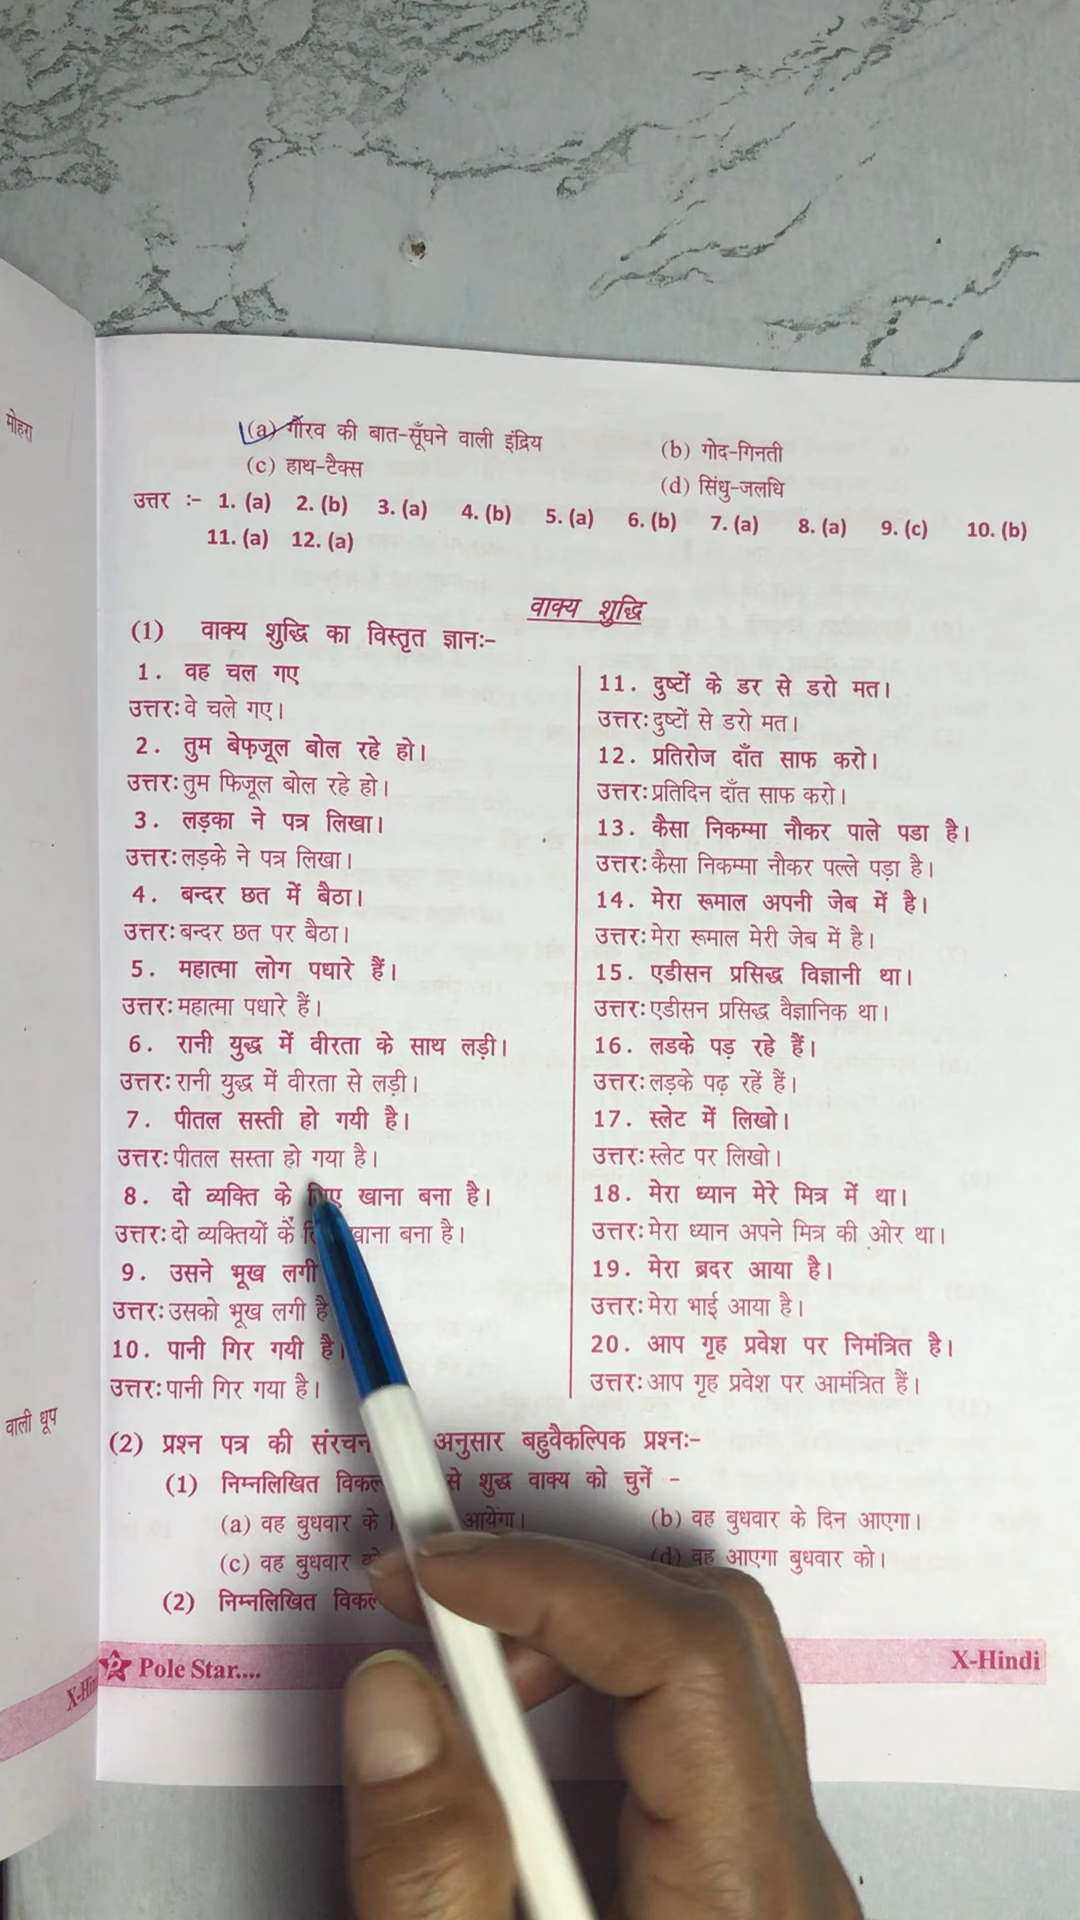 मोहरा
(a) गौरव की बात-सूँघने वाली इंद्रिय
(b) गोद-गिनती
(c) हाथ-टैक्स
(d) सिंधु-जलधि
उत्तर :- 1. (a) 2. (b) 3. (a) 4. (b) 5. (a) 6. (b) 7. (a) 8. (a) 9. (c) 10. (b)
11. (a) 12. (a)
वाक्य शुद्धि
(1) वाक्य शुद्धि का विस्तृत ज्ञानः-
1. वह चल गए
उत्तरः वे चले गए।
2. तुम बेफ़जूल बोल रहे हो।
उत्तरः तुम फिजूल बोल रहे हो।
3. लड़का ने पत्र लिखा।
उत्तरः लड़के ने पत्र लिखा।
4. बन्दर छत में बैठा।
उत्तरः बन्दर छत पर बैठा।
5. महात्मा लोग पधारे हैं।
उत्तरः महात्मा पधारे हैं।
6. रानी युद्ध में वीरता के साथ लड़ी।
उत्तरः रानी युद्ध में वीरता से लड़ी।
7. पीतल सस्ती हो गयी है।
उत्तरः पीतल सस्ता हो गया है।
8. दो व्यक्ति के लिए खाना बना है।
उत्तरः दो व्यक्तियों के खाना बना है।
9. उसने भूख लगी
उत्तरः उसको भूख लगी है
10. पानी गिर गयी है।
उत्तरः पानी गिर गया है।
11. दुष्टों के डर से डरो मत।
उत्तरः दुष्टों से डरो मत।
12. प्रतिरोज दाँत साफ करो।
उत्तरः प्रतिदिन दाँत साफ करो।
13. कैसा निकम्मा नौकर पाले पडा है।
उत्तरः कैसा निकम्मा नौकर पल्ले पड़ा है।
14. मेरा रूमाल अपनी जेब में है।
उत्तरः मेरा रूमाल मेरी जेब में है।
15. एडीसन प्रसिद्ध विज्ञानी था।
उत्तरः एडीसन प्रसिद्ध वैज्ञानिक था।
16. लडके पड़ रहे हैं।
उत्तरः लड़के पढ़ रहें हैं।
17. स्लेट में लिखो।
उत्तरः स्लेट पर लिखो।
18. मेरा ध्यान मेरे मित्र में था।
उत्तरः मेरा ध्यान अपने मित्र की ओर था।
19. मेरा ब्रदर आया है।
उत्तरः मेरा भाई आया है।
20. आप गृह प्रवेश पर निमंत्रित है।
उत्तरः आप गृह प्रवेश पर आमंत्रित हैं।
वाली धूप
(2) प्रश्न पत्र की अनुसार बहुवैकल्पिक प्रश्नः-
(1) निम्नलिखित से शुद्ध वाक्य को चुनें -
(a) वह बुधवार के आयेंगा।
(b) वह बुधवार के दिन आएगा।
(c) वह बुधवार
(d) वह आएगा बुधवार को।
(2) निम्नलिखित
Pole Star....
X-Hindi